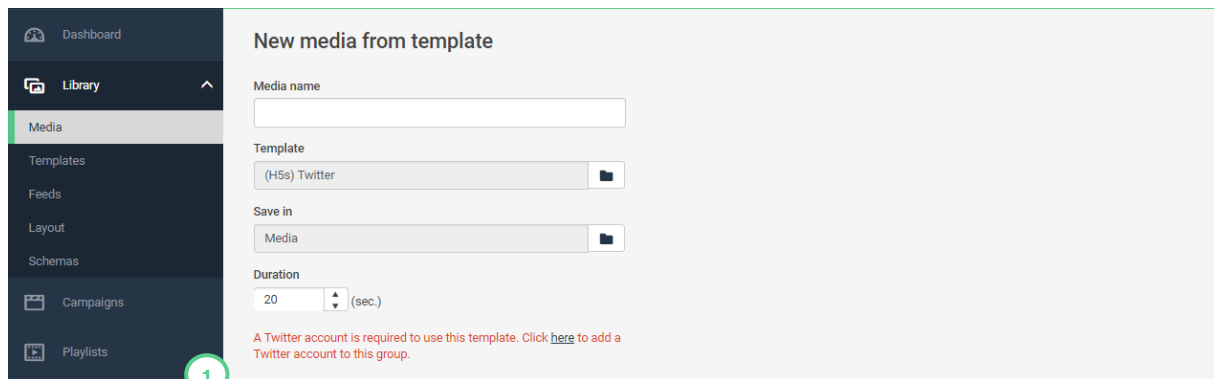 Dashboard
Library
Media
Templates
Feeds
Layout
Schemas
Campaigns
Playlists
1
New media from template
Media name
Template
(H5s) Twitter
Save in
Media
Duration
20 (sec.)
A Twitter account is required to use this template. Click here to add a
Twitter account to this group.